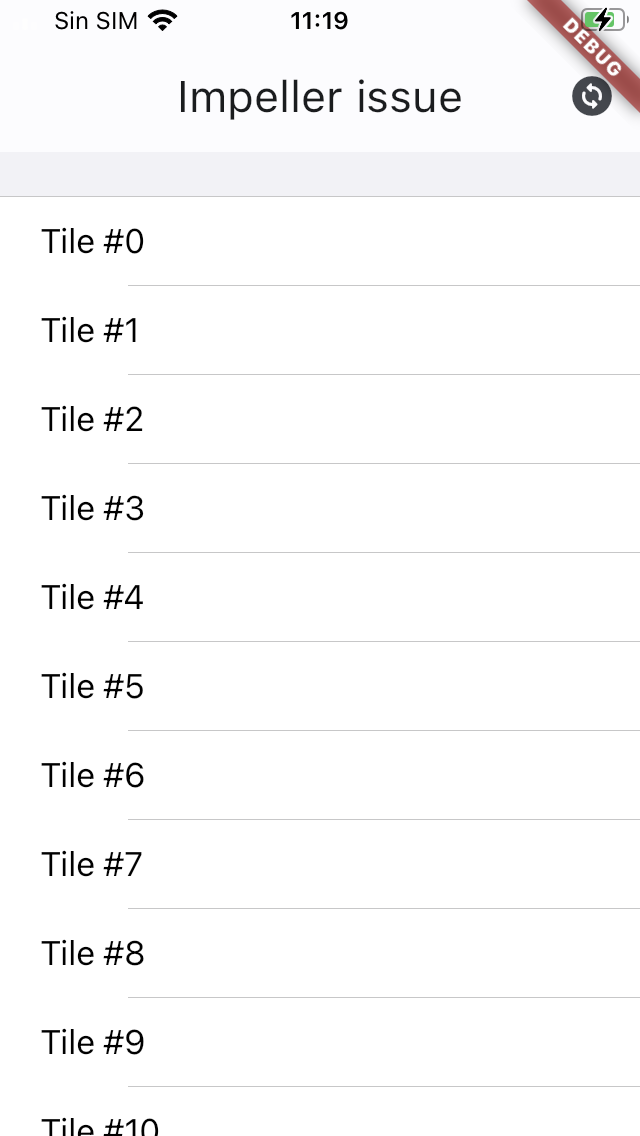 Sin SIM 11:19
DEBUG
Impeller issue
Tile #0
Tile #1
Tile #2
Tile #3
Tile #4
Tile #5
Tile #6
Tile #7
Tile #8
Tile #9
Tile #10